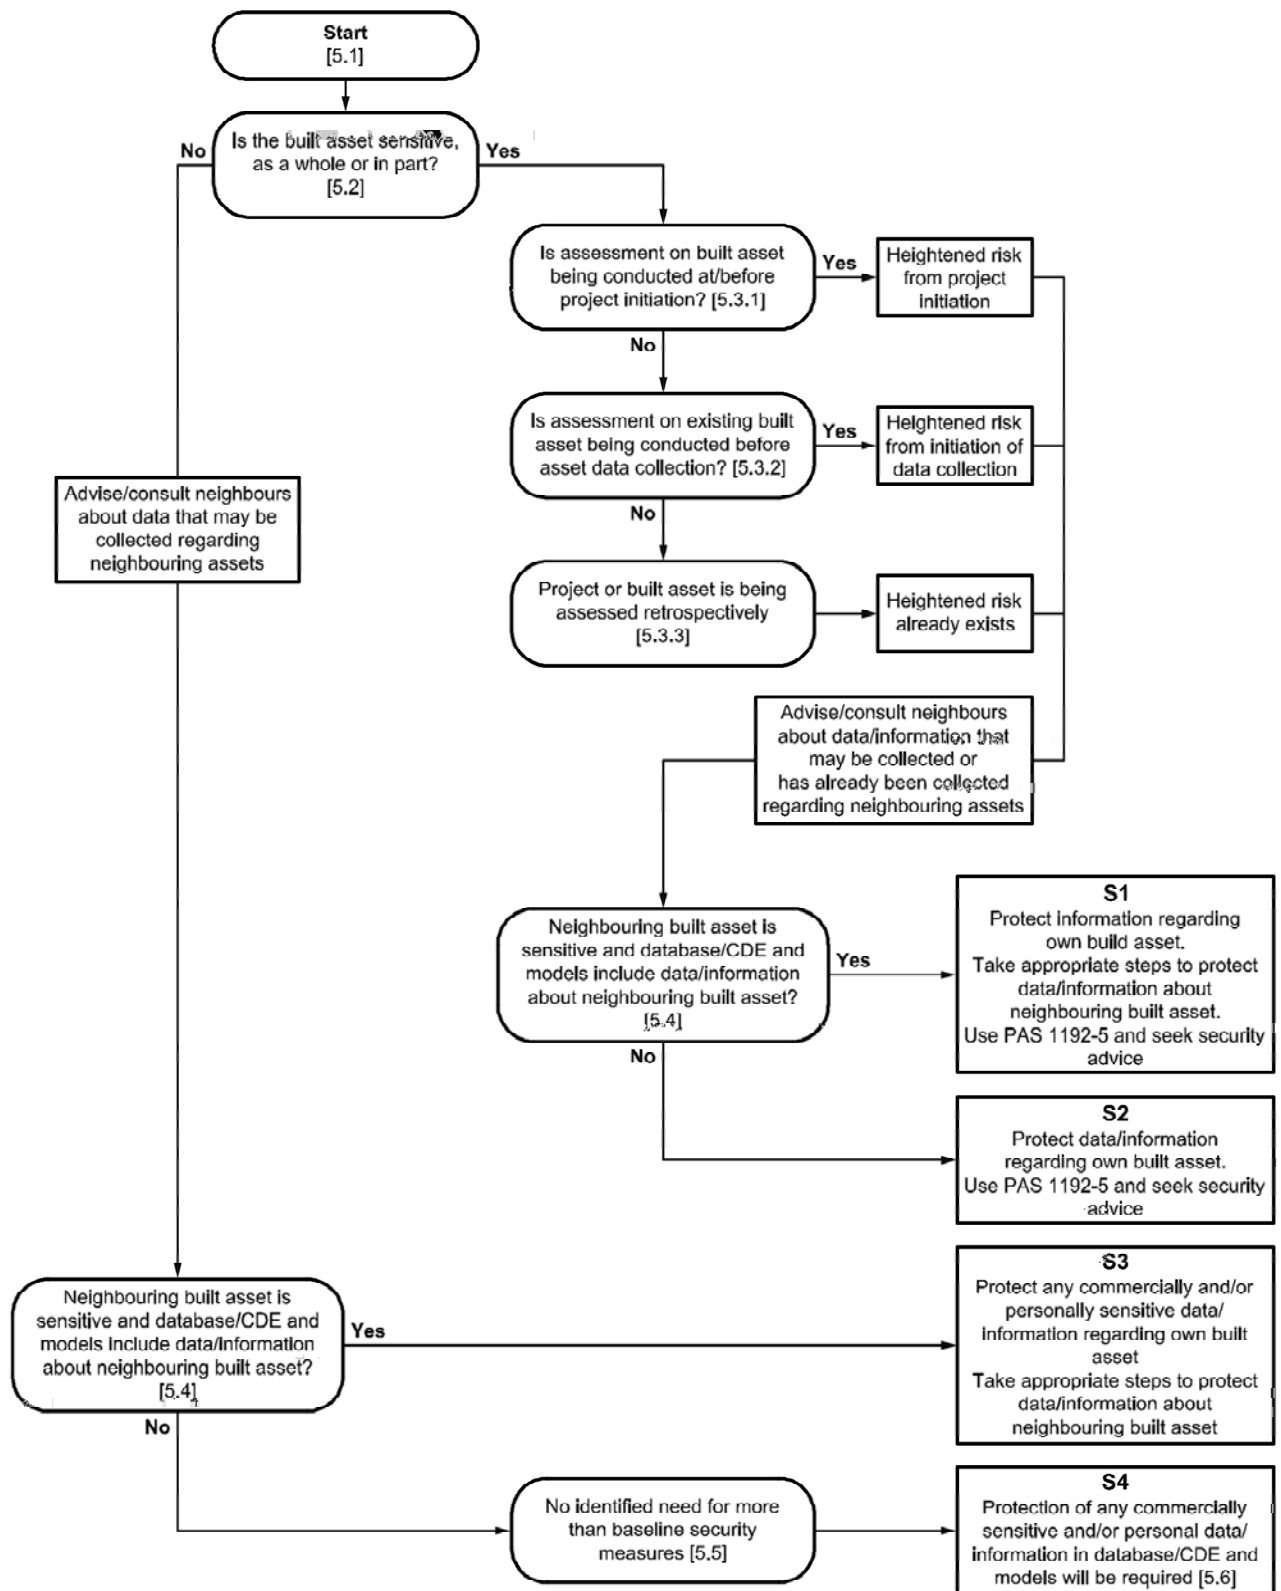 Start
[5.1]
Is the built asset sensitive,
as a whole or in part?
[5.2]
No
Yes
Is assessment on built asset
being conducted at/before
project initiation? [5.3.1]
Yes
Heightened risk
from project
initiation
No
Is assessment on existing built
asset being conducted before
asset data collection? [5.3.2]
Yes
Heightened risk
from initiation of
data collection
No
Advise/consult neighbours
about data that may be
collected regarding
neighbouring assets
Project or built asset is being
assessed retrospectively
[5.3.3]
Heightened risk
already exists
Advise/consult neighbours
about data/information that
may be collected or
has already been collected
regarding neighbouring assets
Neighbouring built asset is
sensitive and database/CDE and
models include data/information
about neighbouring built asset?
[5.4]
Yes
No
S1
Protect information regarding
own build asset.
Take appropriate steps to protect
data/information about
neighbouring built asset.
Use PAS 1192-5 and seek security
advice
S2
Protect data/information
regarding own built asset.
Use PAS 1192-5 and seek security
advice
Neighbouring built asset is
sensitive and database/CDE and
models include data/information
about neighbouring built asset?
[5.4]
Yes
No
S3
Protect any commercially and/or
personally sensitive data/
information regarding own built
asset
Take appropriate steps to protect
data/information about
neighbouring built asset
No identified need for more
than baseline security
measures [5.5]
S4
Protection of any commercially
sensitive and/or personal data/
information in database/CDE and
models will be required [5.6]